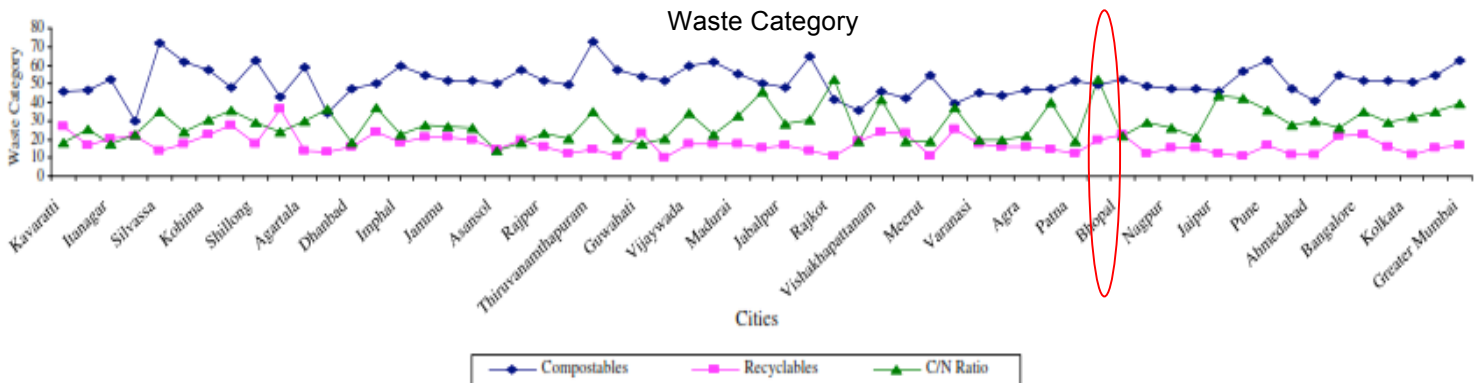 Waste Category
Waste Category
80
70
60
50
40
30
20
10
0
Kavaratti
Itanagar
Silvassa
Kohima
Shillong
Agartala
Dhanbad
Imphal
Jammu
Asansol
Raipur
Thiruvananthapuram
Guwahati
Vijaywada
Madurai
Jabalpur
Rajkot
Vishakhapattanam
Meerut
Varanasi
Agra
Patna
Bhopal
Nagpur
Jaipur
Pune
Ahmedabad
Bangalore
Kolkata
Greater Mumbai
Cities
Compostables Recyclables C/N Ratio